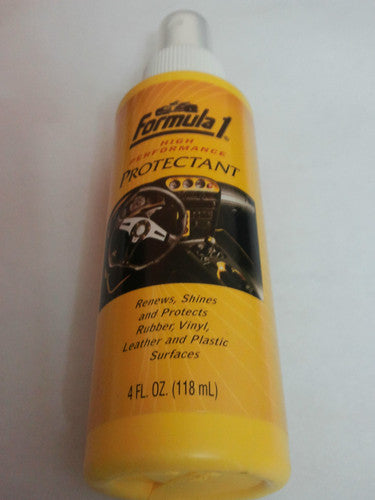 Formula 1
HIGH
PERFORMANCE
PROTECTANT
Renews, Shines
and Protects
Rubber, Vinyl,
Leather and Plastic
Surfaces
4 FL. OZ. (118 mL)